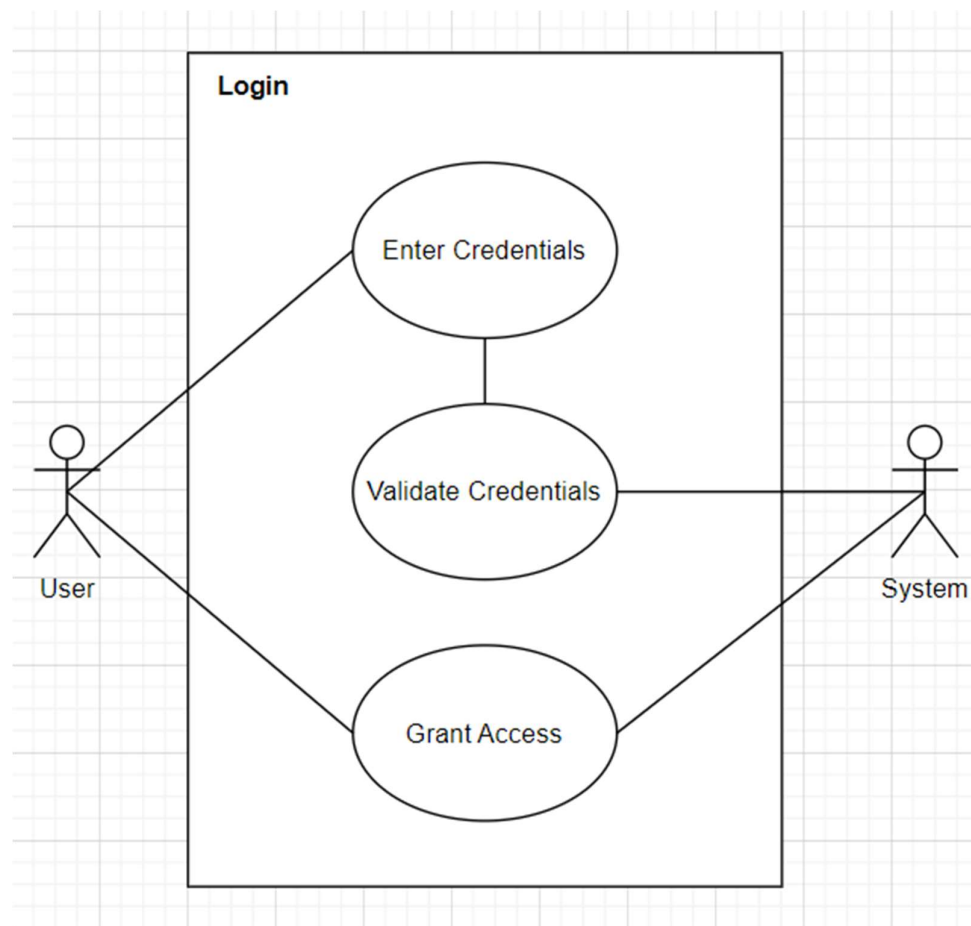 Login
Enter Credentials
Validate Credentials
User
System
Grant Access